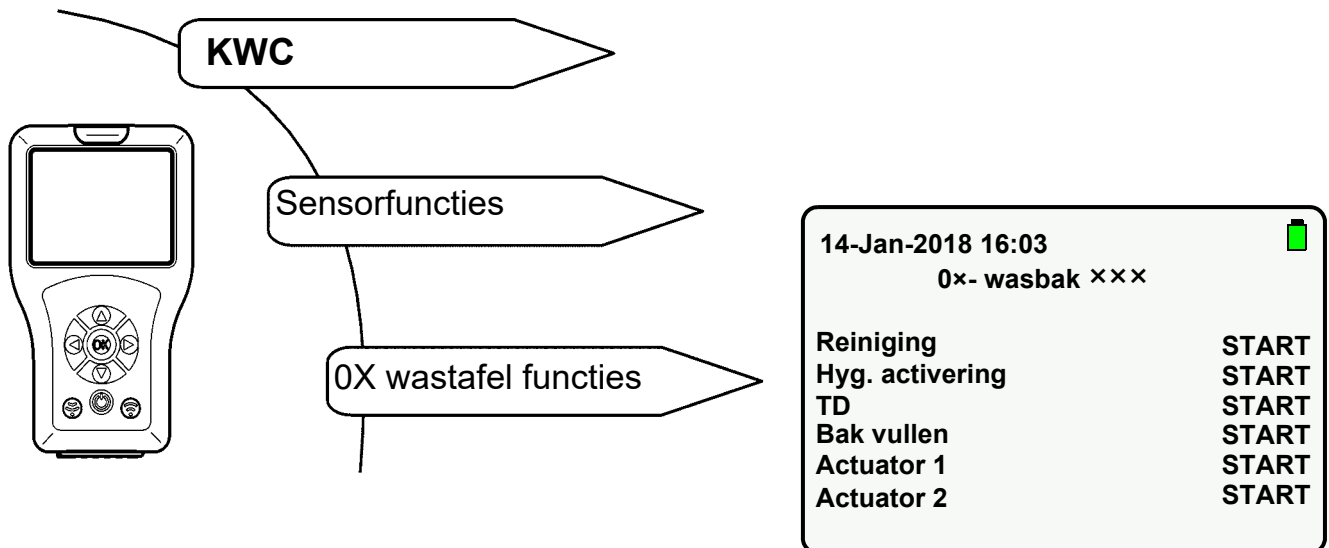 KWC
Sensorfuncties
0X wastafel functies
OK
14-Jan-2018 16:03
0×- wasbak ×××
Reiniging START
Hyg. activering START
TD START
Bak vullen START
Actuator 1 START
Actuator 2 START